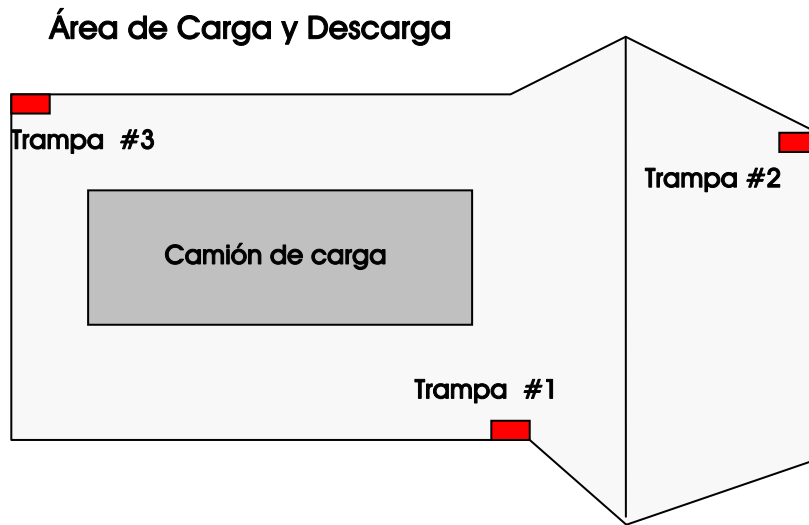 Área de Carga y Descarga
Trampa #3
Trampa #2
Camión de carga
Trampa #1